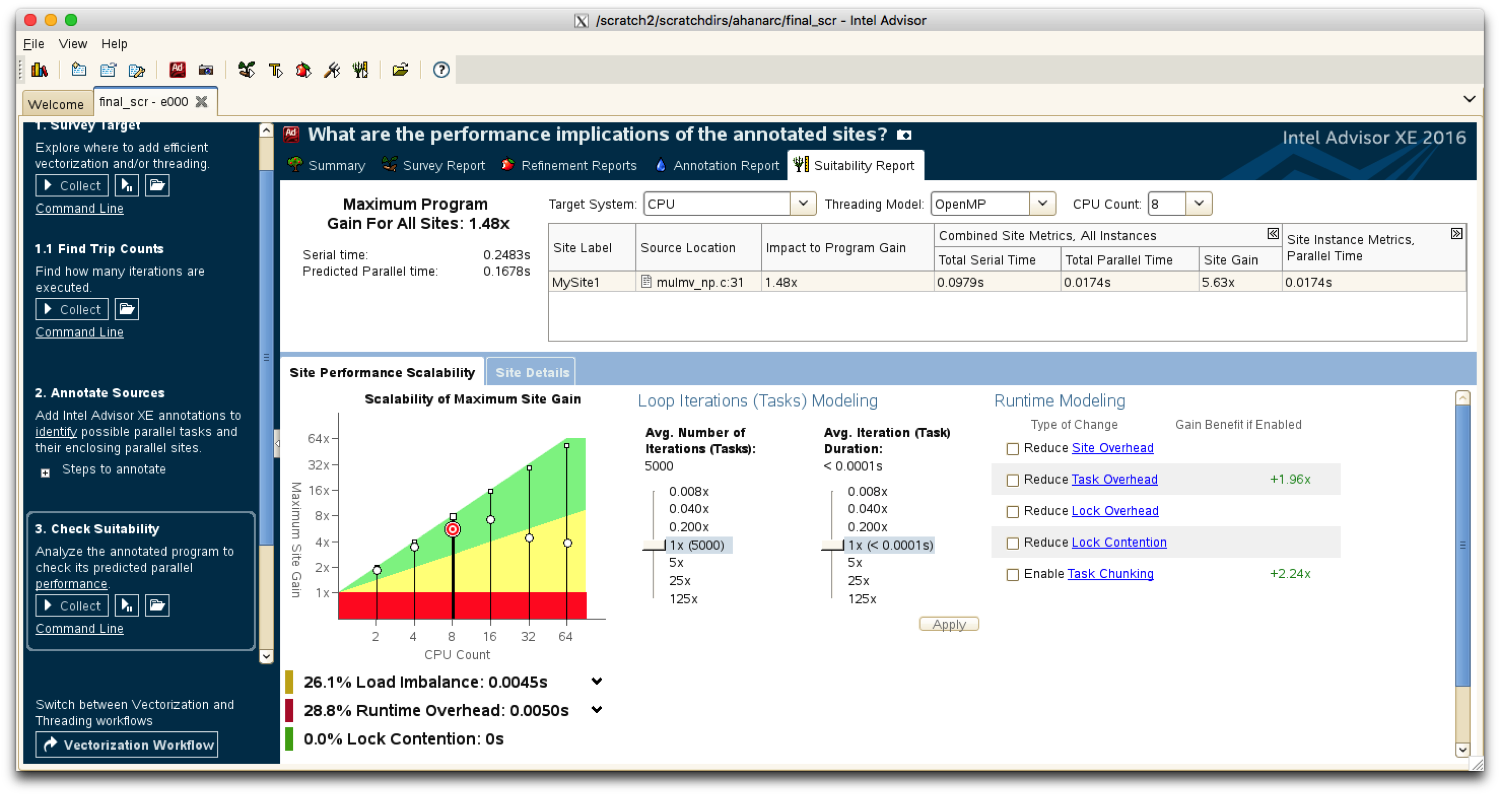 /scratch2/scratchdirs/ahanarc/final_scr - Intel Advisor
File View Help
Welcome
final_scr - e000
1. Survey Target
Explore where to add efficient
vectorization and/or threading.
Collect
Command Line
1.1 Find Trip Counts
Find how many iterations are
executed.
Collect
Command Line
2. Annotate Sources
Add Intel Advisor XE annotations to
identify possible parallel tasks and
their enclosing parallel sites.
Steps to annotate
3. Check Suitability
Analyze the annotated program to
check its predicted parallel
performance.
Collect
Command Line
Switch between Vectorization and
Threading workflows
Vectorization Workflow
What are the performance implications of the annotated sites?
Intel Advisor XE 2016
Summary Survey Report Refinement Reports Annotation Report Suitability Report
Maximum Program
Gain For All Sites: 1.48x
Serial time: 0.2483s
Predicted Parallel time: 0.1678s
Target System: CPU Threading Model: OpenMP CPU Count: 8
Site Label Source Location Impact to Program Gain Combined Site Metrics, All Instances Site Instance Metrics,
Parallel Time
Total Serial Time Total Parallel Time Site Gain
MySite1 mulmv_np.c:31 1.48x 0.0979s 0.0174s 5.63x 0.0174s
Site Performance Scalability Site Details
Scalability of Maximum Site Gain
Maximum Site Gain
64x
32x
16x
8x
4x
2x
1x
2 4 8 16 32 64
CPU Count
Loop Iterations (Tasks) Modeling
Avg. Number of
Iterations (Tasks):
5000
0.008x
0.040x
0.200x
1x (5000)
5x
25x
125x
Avg. Iteration (Task)
Duration:
< 0.0001s
0.008x
0.040x
0.200x
1x (< 0.0001s)
5x
25x
125x
Apply
Runtime Modeling
Type of Change Gain Benefit if Enabled
Reduce Site Overhead
Reduce Task Overhead +1.96x
Reduce Lock Overhead
Reduce Lock Contention
Enable Task Chunking +2.24x
26.1% Load Imbalance: 0.0045s
28.8% Runtime Overhead: 0.0050s
0.0% Lock Contention: 0s